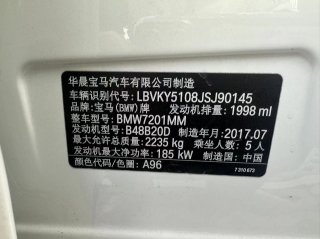 华晨宝马汽车有限公司制造
车辆识别代号 LBVKY5108JSJ90145
品牌: 宝马(BMW)牌 发动机排量: 1998 ml
整车型号: BMW7201MM
发动机型号: B48B20D 制造年月: 2017.07
最大允许总质量: 2235 kg 乘坐人数: 5 人
发动机最大净功率: 185 kW 制造国: 中国
颜色代码/色圈: A96
7310672